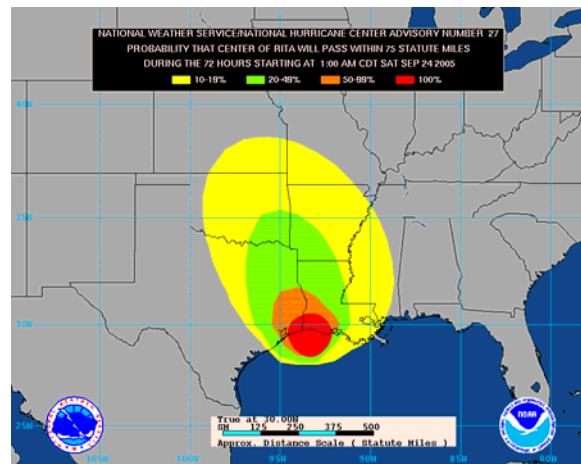 NATIONAL WEATHER SERVICE/NATIONAL HURRICANE CENTER ADVISORY NUMBER 27
PROBABILITY THAT CENTER OF RITA WILL PASS WITHIN 75 STATUTE MILES
DURING THE 72 HOURS STARTING AT 1:00 AM CDT SAT SEP 24 2005
10-19% 20-49% 50-99% 100%
40N
35N
30N
25N
True at 30.00N
SM 125 250 375 500
Approx. Distance Scale ( Statute Miles )
NOAA
105W 100W 95W 90W 85W 80W